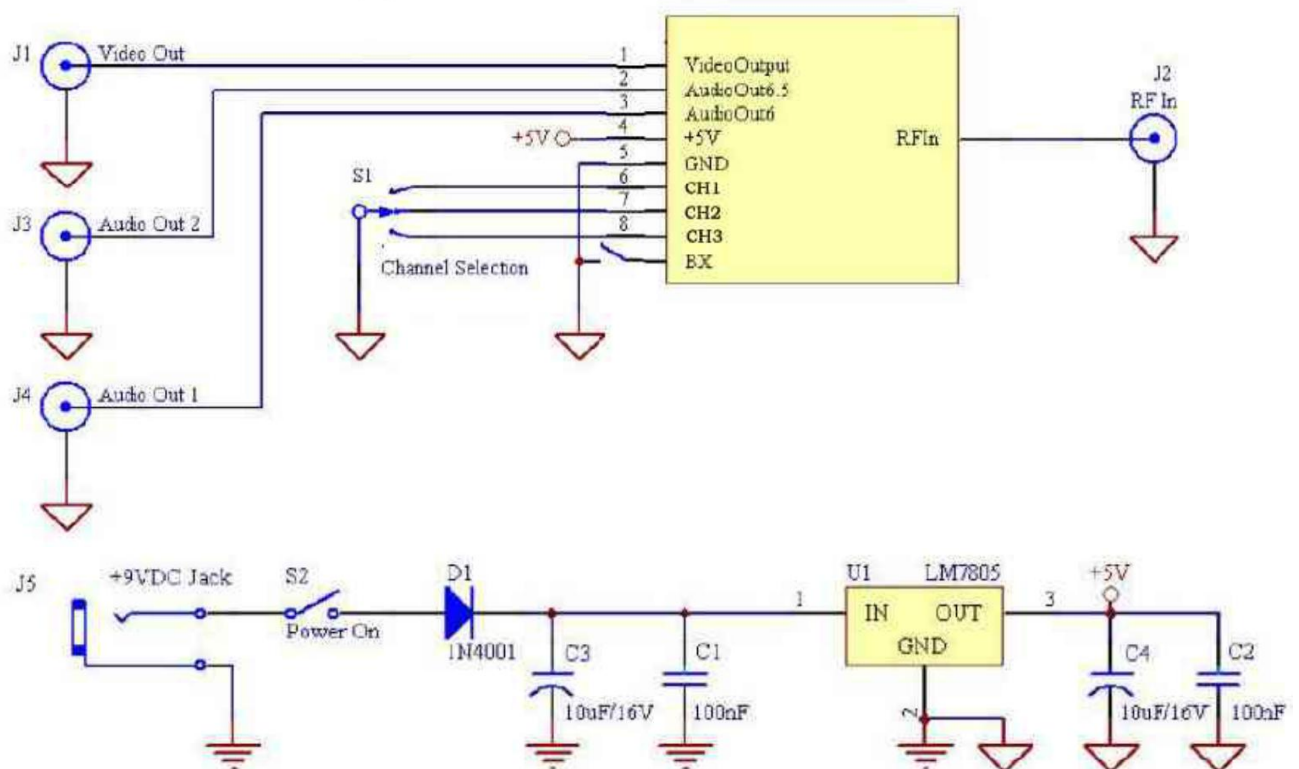 J1 Video Out
1 VideoOutput
2 AudioOut6.5
3 AudioOut6
+5V 4 +5V
5 GND
6 CH1
7 CH2
8 CH3
BX
RFIn
J2
RF In
S1
Channel Selection
J3 Audio Out 2
J4 Audio Out 1
J5
+9VDC Jack
S2
Power On
D1
1N4001
C3
10uF/16V
C1
100nF
U1 LM7805
1 IN OUT 3
GND
2
+5V
C4
10uF/16V
C2
100nF